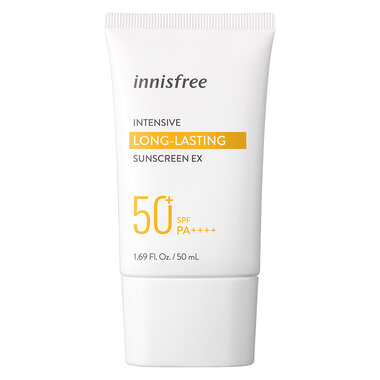 innisfree
INTENSIVE
LONG-LASTING
SUNSCREEN EX
50+ SPF PA++++
1.69 Fl. Oz. / 50 mL